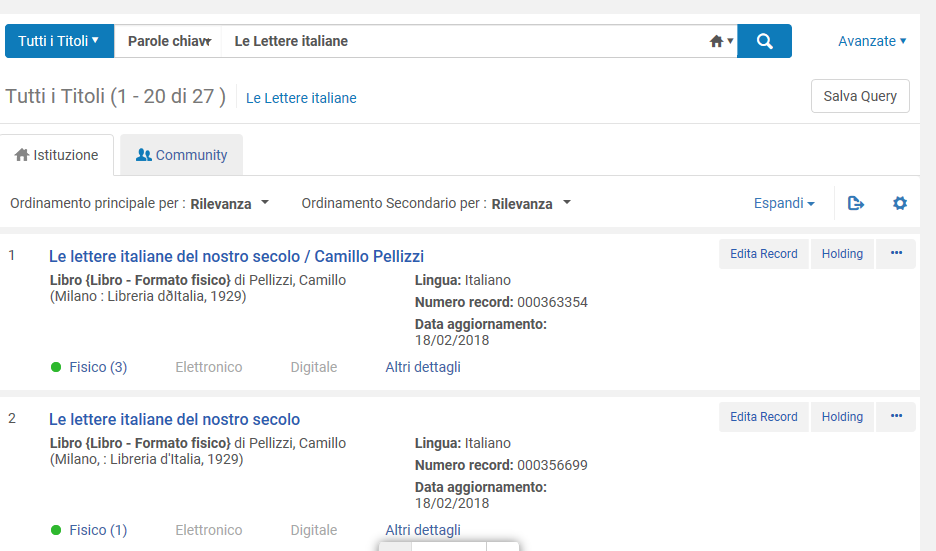 Tutti i Titoli Parole chiave Le Lettere italiane Avanzate
Tutti i Titoli (1 - 20 di 27 ) Le Lettere italiane Salva Query
Istituzione Community
Ordinamento principale per : Rilevanza Ordinamento Secondario per : Rilevanza Espandi
1 Le lettere italiane del nostro secolo / Camillo Pellizzi Edita Record Holding ...
Libro {Libro - Formato fisico} di Pellizzi, Camillo Lingua: Italiano
(Milano : Libreria dðItalia, 1929) Numero record: 000363354
Data aggiornamento:
18/02/2018
Fisico (3) Elettronico Digitale Altri dettagli
2 Le lettere italiane del nostro secolo Edita Record Holding ...
Libro {Libro - Formato fisico} di Pellizzi, Camillo Lingua: Italiano
(Milano, : Libreria d'Italia, 1929) Numero record: 000356699
Data aggiornamento:
18/02/2018
Fisico (1) Elettronico Digitale Altri dettagli